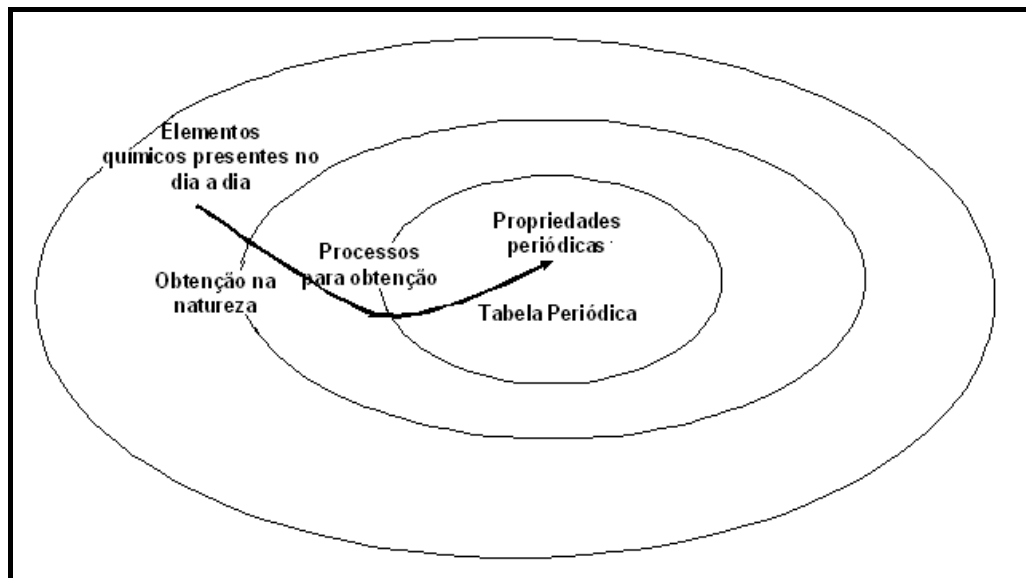 Elementos
químicos presentes no
dia a dia
Obtenção na
natureza
Processos
para obtenção
Propriedades
periódicas
Tabela Periódica